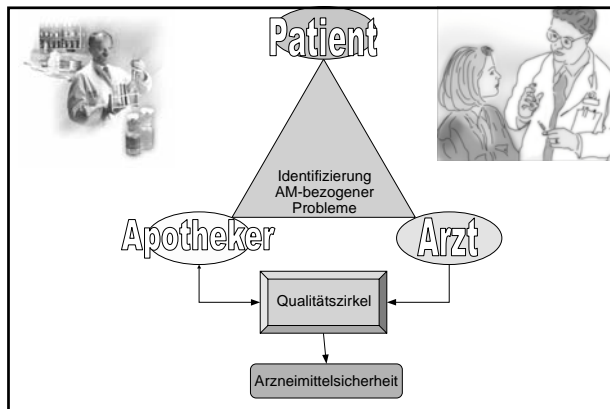 Patient
Identifizierung
AM-bezogener
Probleme
Apotheker
Arzt
Qualitätszirkel
Arzneimittelsicherheit